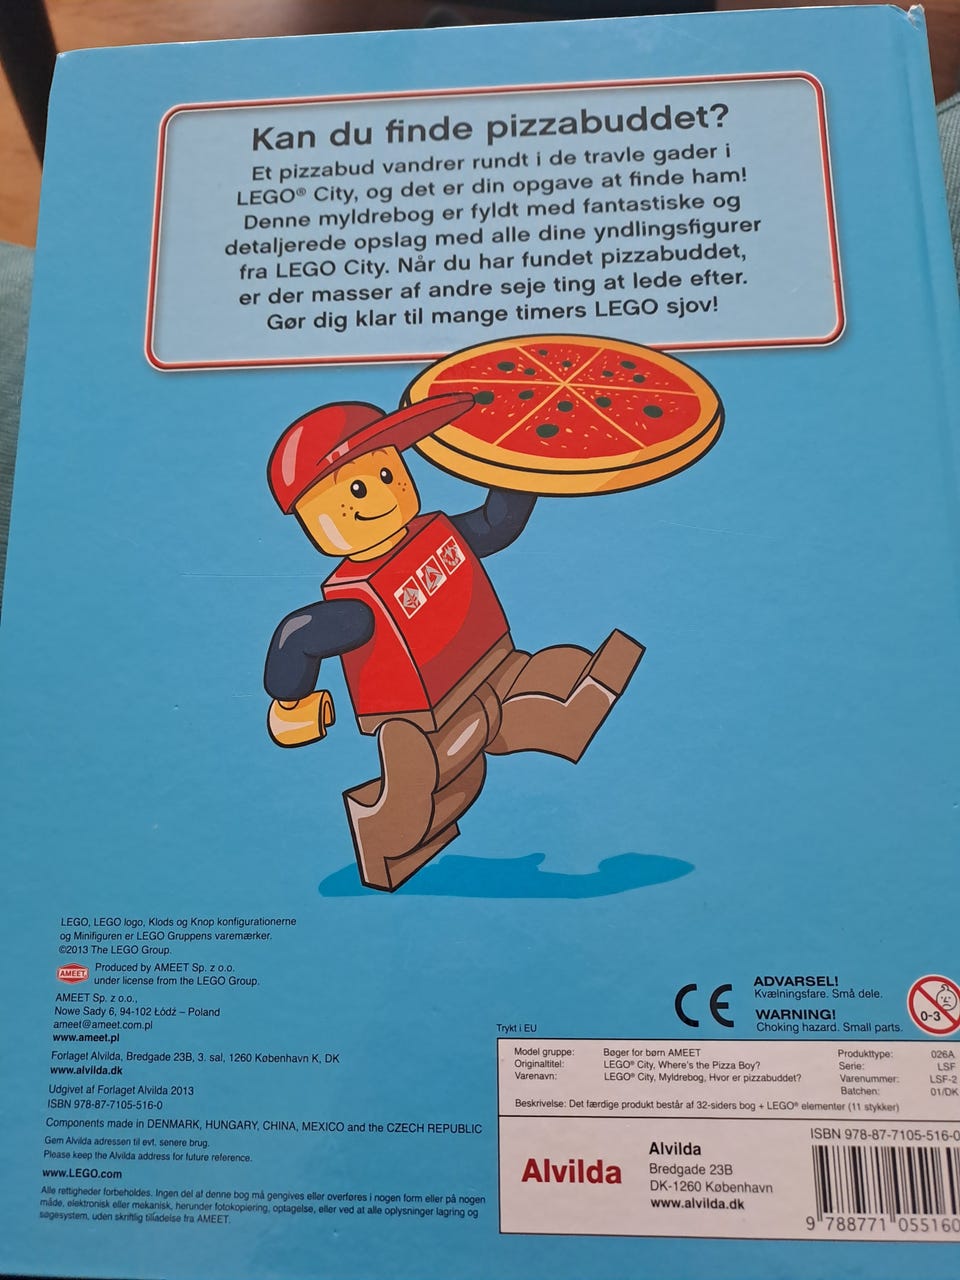 Kan du finde pizzabuddet?
Et pizzabud vandrer rundt i de travle gader i
LEGO® City, og det er din opgave at finde ham!
Denne myldrebog er fyldt med fantastiske og
detaljerede opslag med alle dine yndlingsfigurer
fra LEGO City. Når du har fundet pizzabuddet,
er der masser af andre seje ting at lede efter.
Gør dig klar til mange timers LEGO sjov!
LEGO, LEGO logo, Klods og Knop konfigurationerne
og Minifiguren er LEGO Gruppens varemærker.
©2013 The LEGO Group.
AMEET
Produced by AMEET Sp. z o.o.
under license from the LEGO Group.
AMEET Sp. z o.o.,
Nowe Sady 6, 94-102 Łódź – Poland
ameet@ameet.com.pl
www.ameet.pl
Forlaget Alvilda, Bredgade 23B, 3. sal, 1260 København K, DK
www.alvilda.dk
Udgivet af Forlaget Alvilda 2013
ISBN 978-87-7105-516-0
Components made in DENMARK, HUNGARY, CHINA, MEXICO and the CZECH REPUBLIC
Gem Alvilda adressen til evt. senere brug.
Please keep the Alvilda address for future reference.
www.LEGO.com
Alle rettigheder forbeholdes. Ingen del af denne bog må gengives eller overføres i nogen form eller på nogen
måde, elektronisk eller mekanisk, herunder fotokopiering, optagelse, eller ved at alle oplysninger lagring og
søgesystem, uden skriftlig tilladelse fra AMEET.
CE
ADVARSEL!
Kvælningsfare. Små dele.
WARNING!
Choking hazard. Small parts.
0-3
Trykt i EU
Model gruppe: Bøger for børn AMEET
Originaltitel: LEGO® City, Where's the Pizza Boy?
Varenavn: LEGO® City, Myldrebog, Hvor er pizzabuddet?
Produkttype: 026A
Serie: LSF
Varenummer: LSF-2
Batchen: 01/DK
Beskrivelse: Det færdige produkt består af 32-siders bog + LEGO® elementer (11 stykker)
Alvilda
Alvilda
Bredgade 23B
DK-1260 København
www.alvilda.dk
ISBN 978-87-7105-516-0
9 788771 055160